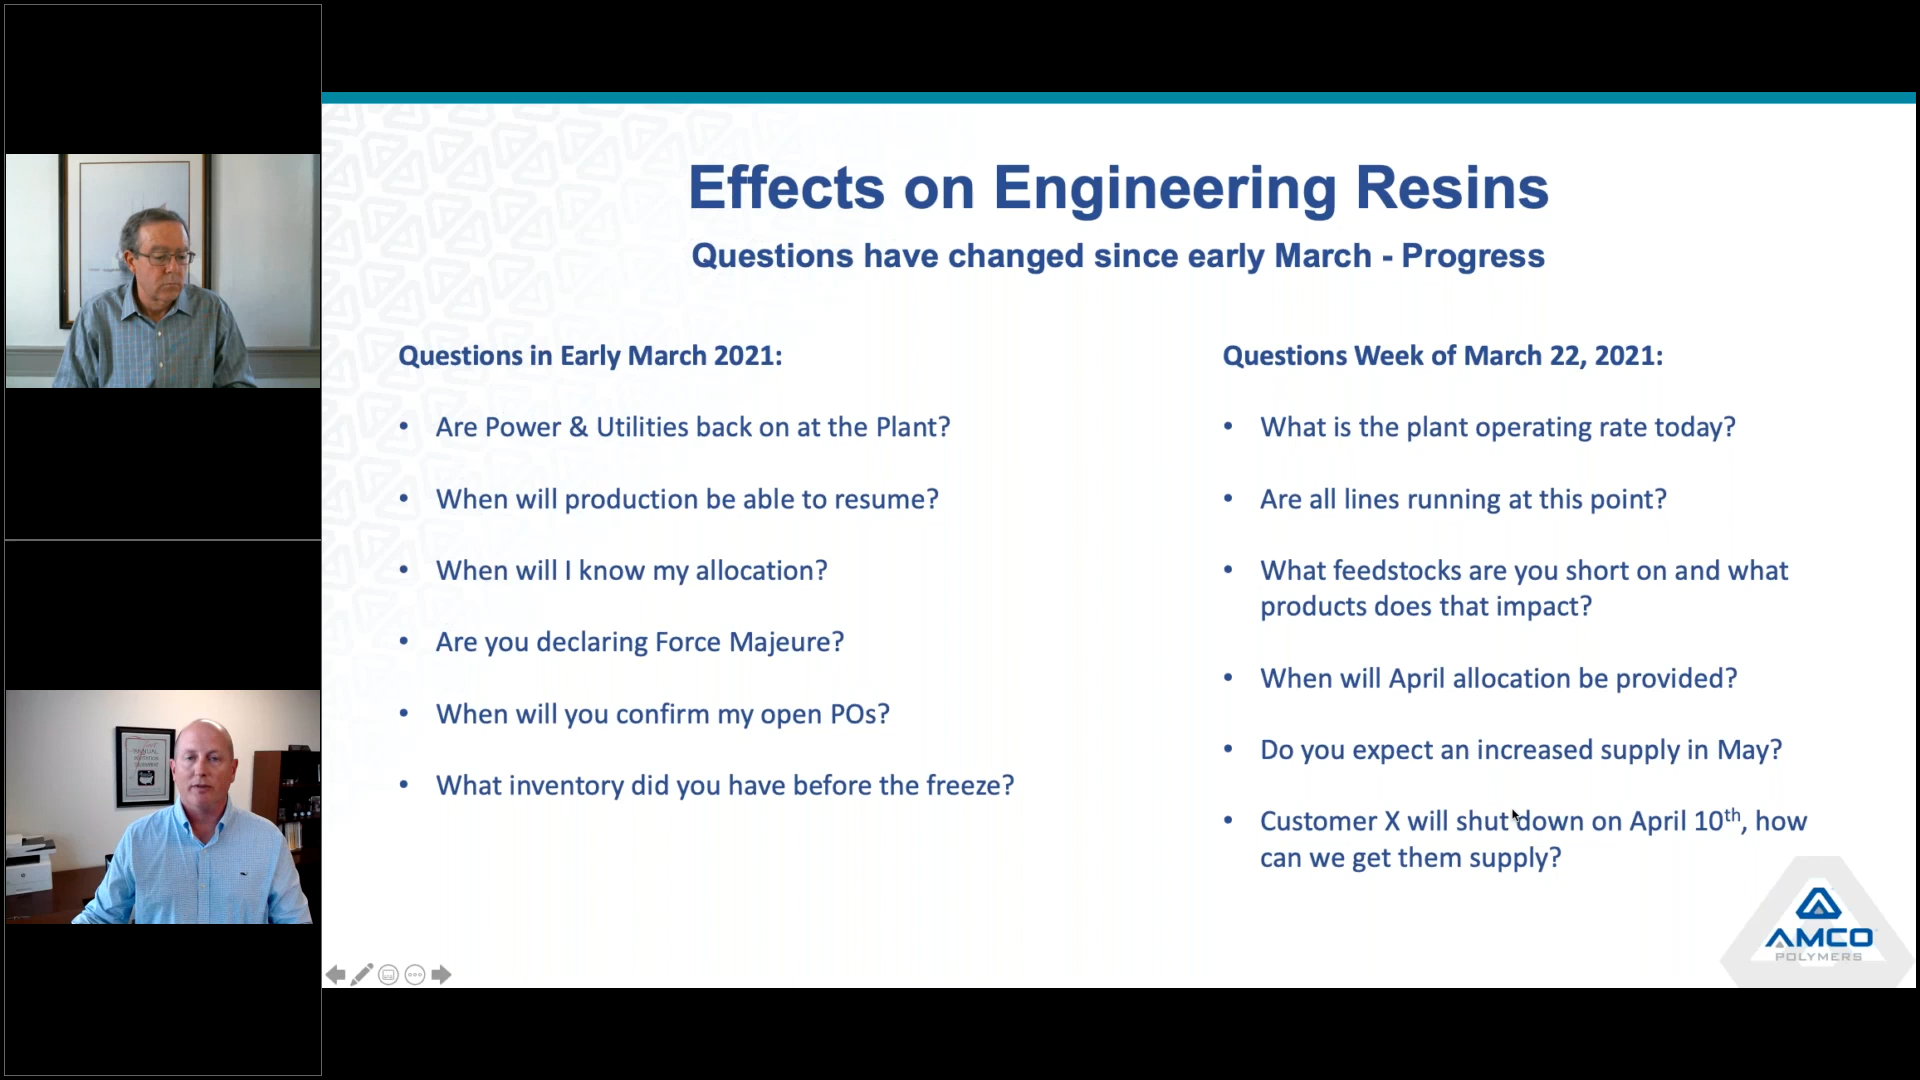 Effects on Engineering Resins
Questions have changed since early March - Progress
Questions in Early March 2021:
• Are Power & Utilities back on at the Plant?
• When will production be able to resume?
• When will I know my allocation?
• Are you declaring Force Majeure?
• When will you confirm my open POs?
• What inventory did you have before the freeze?
Questions Week of March 22, 2021:
• What is the plant operating rate today?
• Are all lines running at this point?
• What feedstocks are you short on and what
products does that impact?
• When will April allocation be provided?
• Do you expect an increased supply in May?
• Customer X will shut down on April 10th, how
can we get them supply?
AMCO
POLYMERS